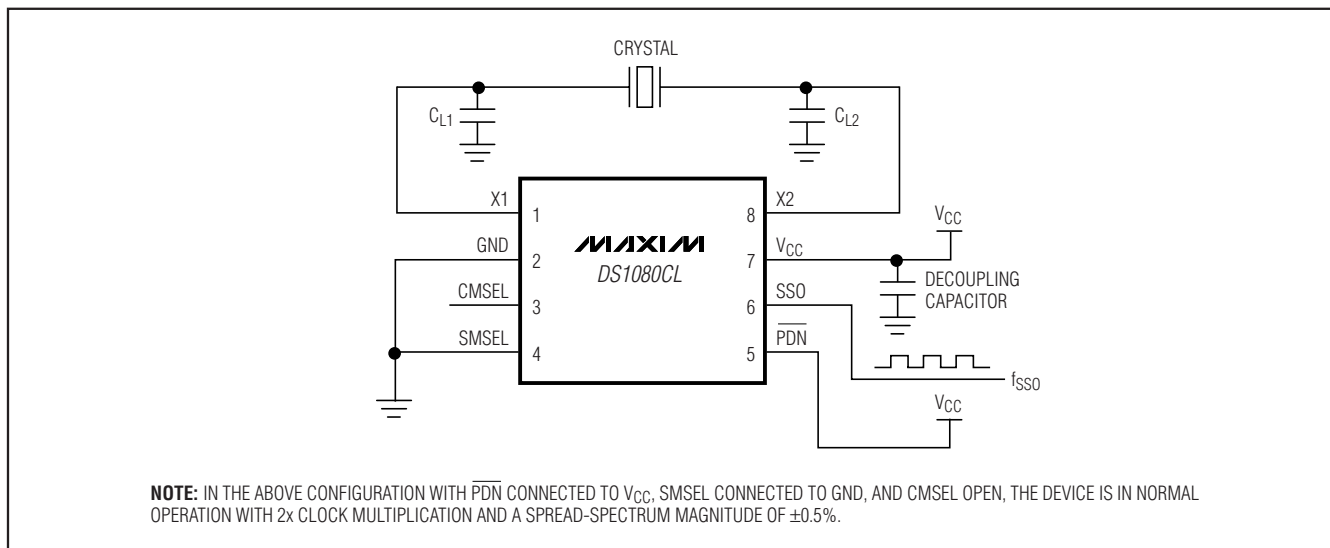 CRYSTAL
CL1
CL2
X1
1
8
X2
VCC
GND
2
MAXIM
DS1080CL
7
VCC
CMSEL
3
6
SSO
DECOUPLING
CAPACITOR
SMSEL
4
5
PDN
fSSO
VCC
NOTE: IN THE ABOVE CONFIGURATION WITH PDN CONNECTED TO VCC, SMSEL CONNECTED TO GND, AND CMSEL OPEN, THE DEVICE IS IN NORMAL
OPERATION WITH 2x CLOCK MULTIPLICATION AND A SPREAD-SPECTRUM MAGNITUDE OF ±0.5%.